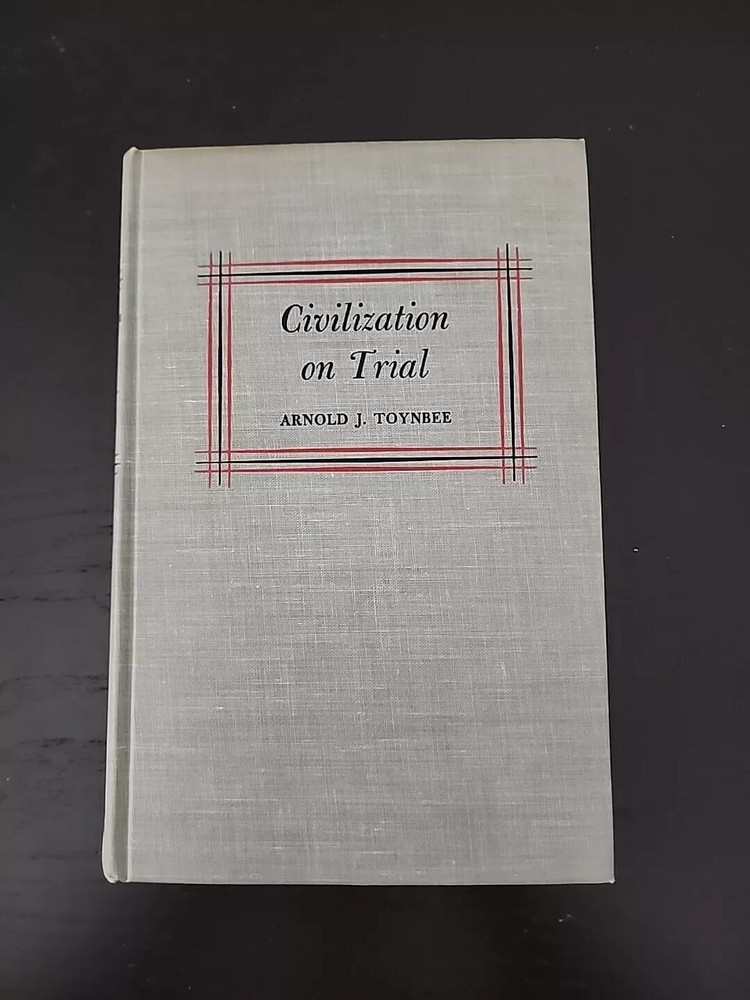 Civilization
on Trial
ARNOLD J. TOYNBEE